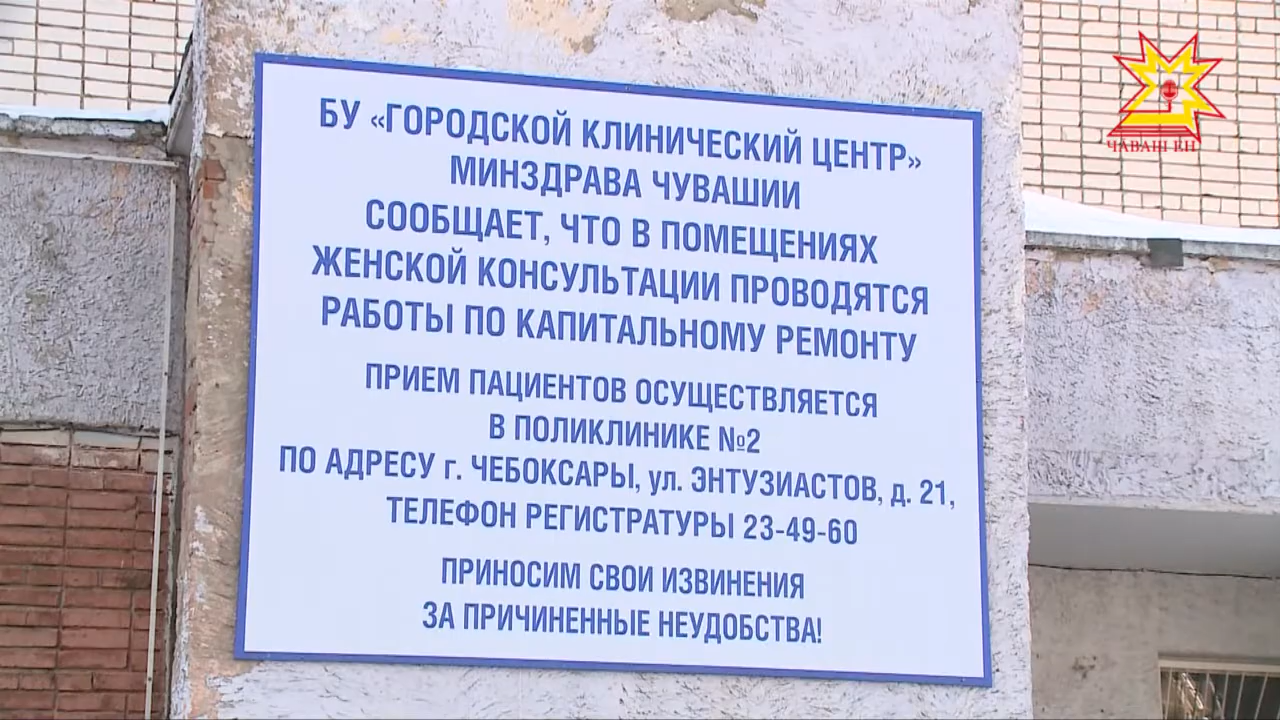 БУ «ГОРОДСКОЙ КЛИНИЧЕСКИЙ ЦЕНТР»
МИНЗДРАВА ЧУВАШИИ
СООБЩАЕТ, ЧТО В ПОМЕЩЕНИЯХ
ЖЕНСКОЙ КОНСУЛЬТАЦИИ ПРОВОДЯТСЯ
РАБОТЫ ПО КАПИТАЛЬНОМУ РЕМОНТУ
ПРИЕМ ПАЦИЕНТОВ ОСУЩЕСТВЛЯЕТСЯ
В ПОЛИКЛИНИКЕ №2
ПО АДРЕСУ г. ЧЕБОКСАРЫ, ул. ЭНТУЗИАСТОВ, д. 21,
ТЕЛЕФОН РЕГИСТРАТУРЫ 23-49-60
ПРИНОСИМ СВОИ ИЗВИНЕНИЯ
ЗА ПРИЧИНЕННЫЕ НЕУДОБСТВА!
ЧĂВАШ ЕН